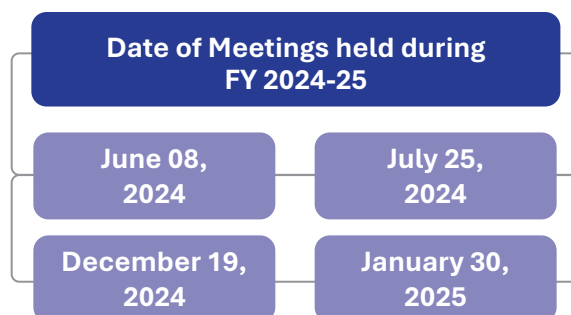 Date of Meetings held during
FY 2024-25
June 08,
2024
July 25,
2024
December 19,
2024
January 30,
2025